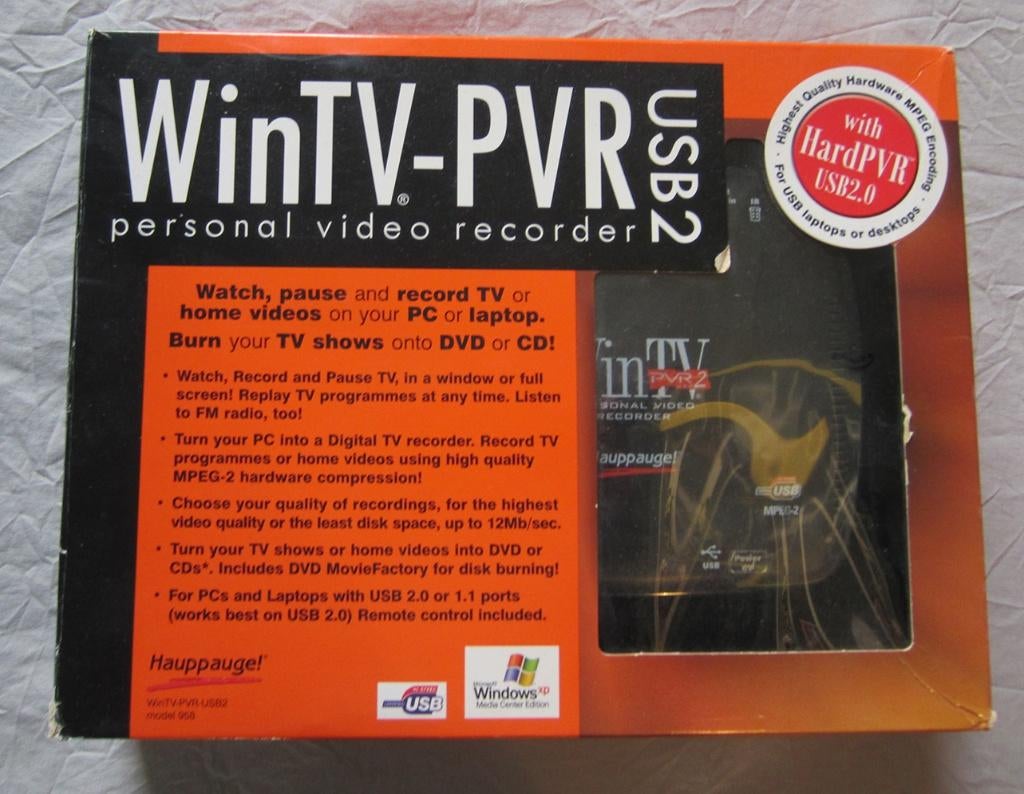 WinTV®-PVR
USB2
personal video recorder
· Highest Quality Hardware MPEG Encoding ·
For USB laptops or desktops
with
HardPVR™
USB2.0
Watch, pause and record TV or
home videos on your PC or laptop.
Burn your TV shows onto DVD or CD!
• Watch, Record and Pause TV, in a window or full
screen! Replay TV programmes at any time. Listen
to FM radio, too!
• Turn your PC into a Digital TV recorder. Record TV
programmes or home videos using high quality
MPEG-2 hardware compression!
• Choose your quality of recordings, for the highest
video quality or the least disk space, up to 12Mb/sec.
• Turn your TV shows or home videos into DVD or
CDs*. Includes DVD MovieFactory for disk burning!
• For PCs and Laptops with USB 2.0 or 1.1 ports
(works best on USB 2.0) Remote control included.
Hauppauge!®
WinTV-PVR-USB2
model 958
USB
Microsoft
Windows xp
Media Center Edition
inTV
PVR2
SONAL VIDEO
RECORDER
auppauge!
USB
MPEG-2
USB
Power